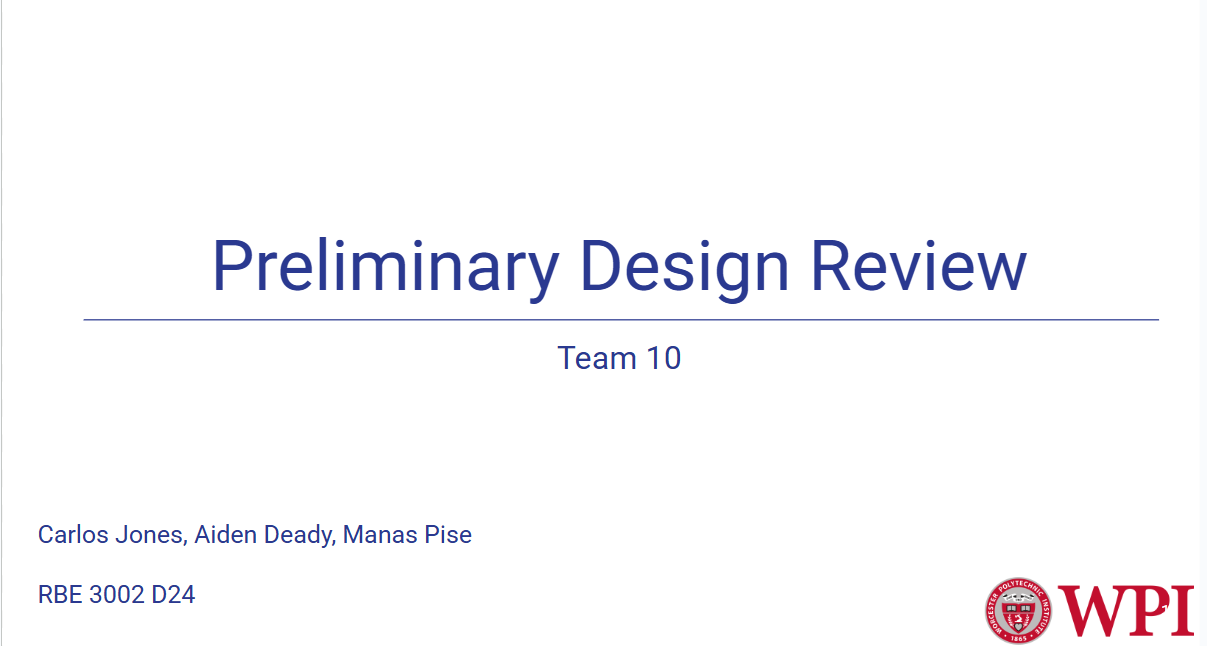 Preliminary Design Review
Team 10
Carlos Jones, Aiden Deady, Manas Pise
RBE 3002 D24
WORCESTER POLYTECHNIC INSTITUTE
1865
WPI
1